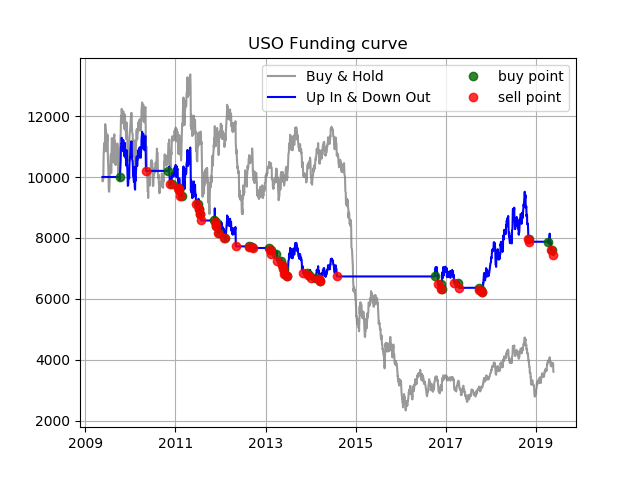 USO Funding curve
Buy & Hold
Up In & Down Out
buy point
sell point
12000
10000
8000
6000
4000
2000
2009 2011 2013 2015 2017 2019